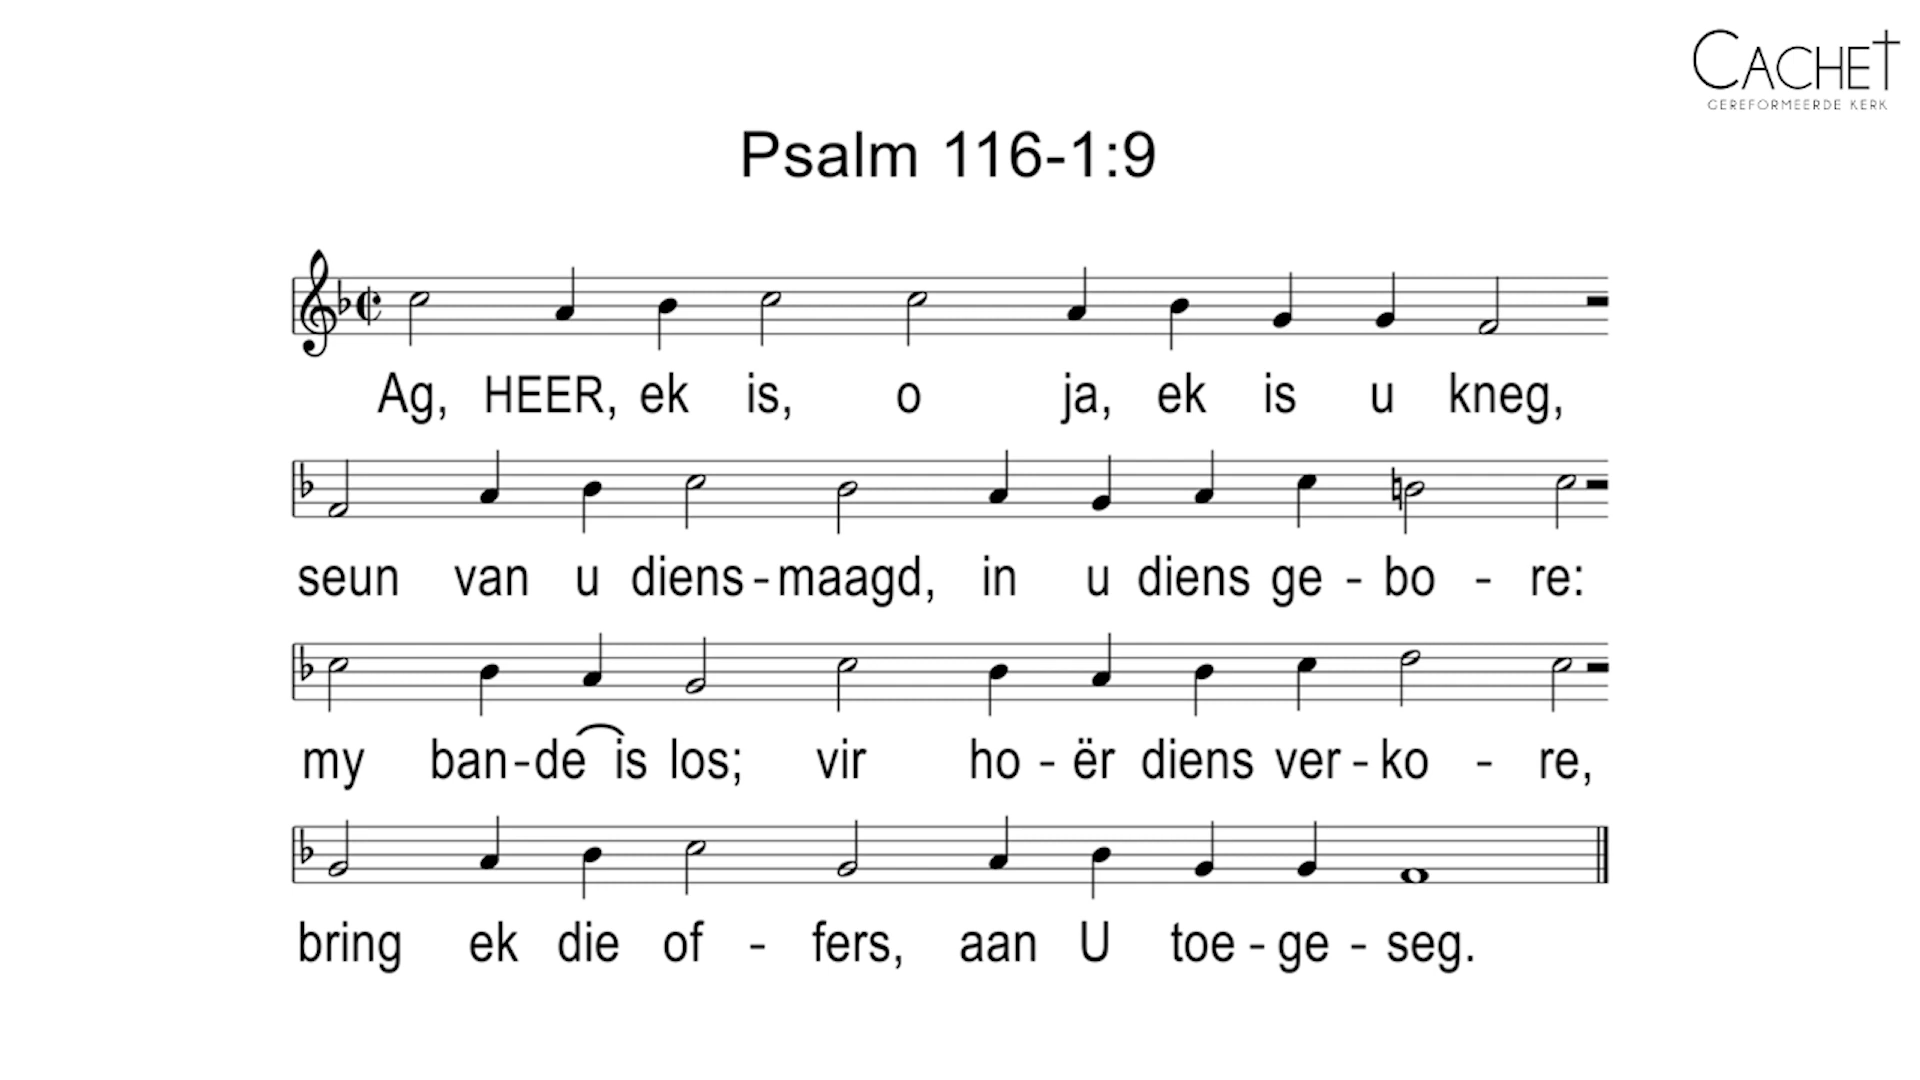 CACHET
GEREFORMEERDE KERK
Psalm 116-1:9
Ag, HEER, ek is, o ja, ek is u kneg,
seun van u diens-maagd, in u diens ge - bo - re:
my ban-de is los; vir ho - ër diens ver - ko - re,
bring ek die of - fers, aan U toe - ge - seg.